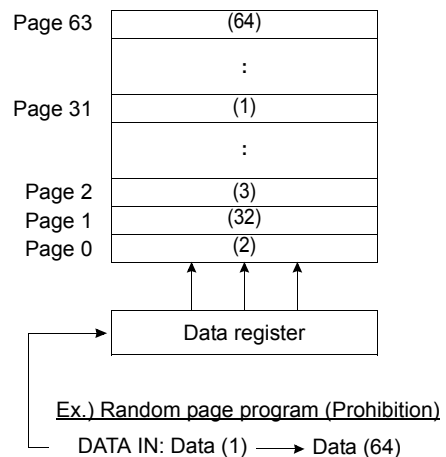 Page 63 (64)
:
Page 31 (1)
:
Page 2 (3)
Page 1 (32)
Page 0 (2)
Data register
Ex.) Random page program (Prohibition)
DATA IN: Data (1) Data (64)